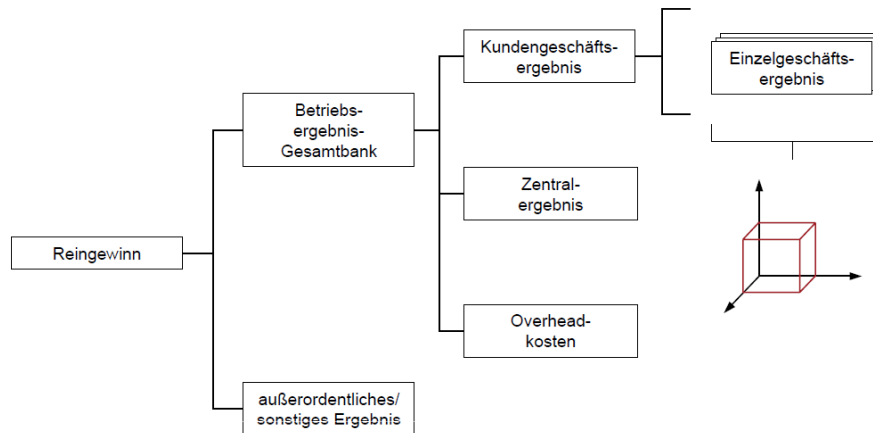 Kundengeschäfts-
ergebnis
Einzelgeschäfts-
ergebnis
Betriebs-
ergebnis-
Gesamtbank
Zentral-
ergebnis
Reingewinn
Overhead-
kosten
außerordentliches/
sonstiges Ergebnis